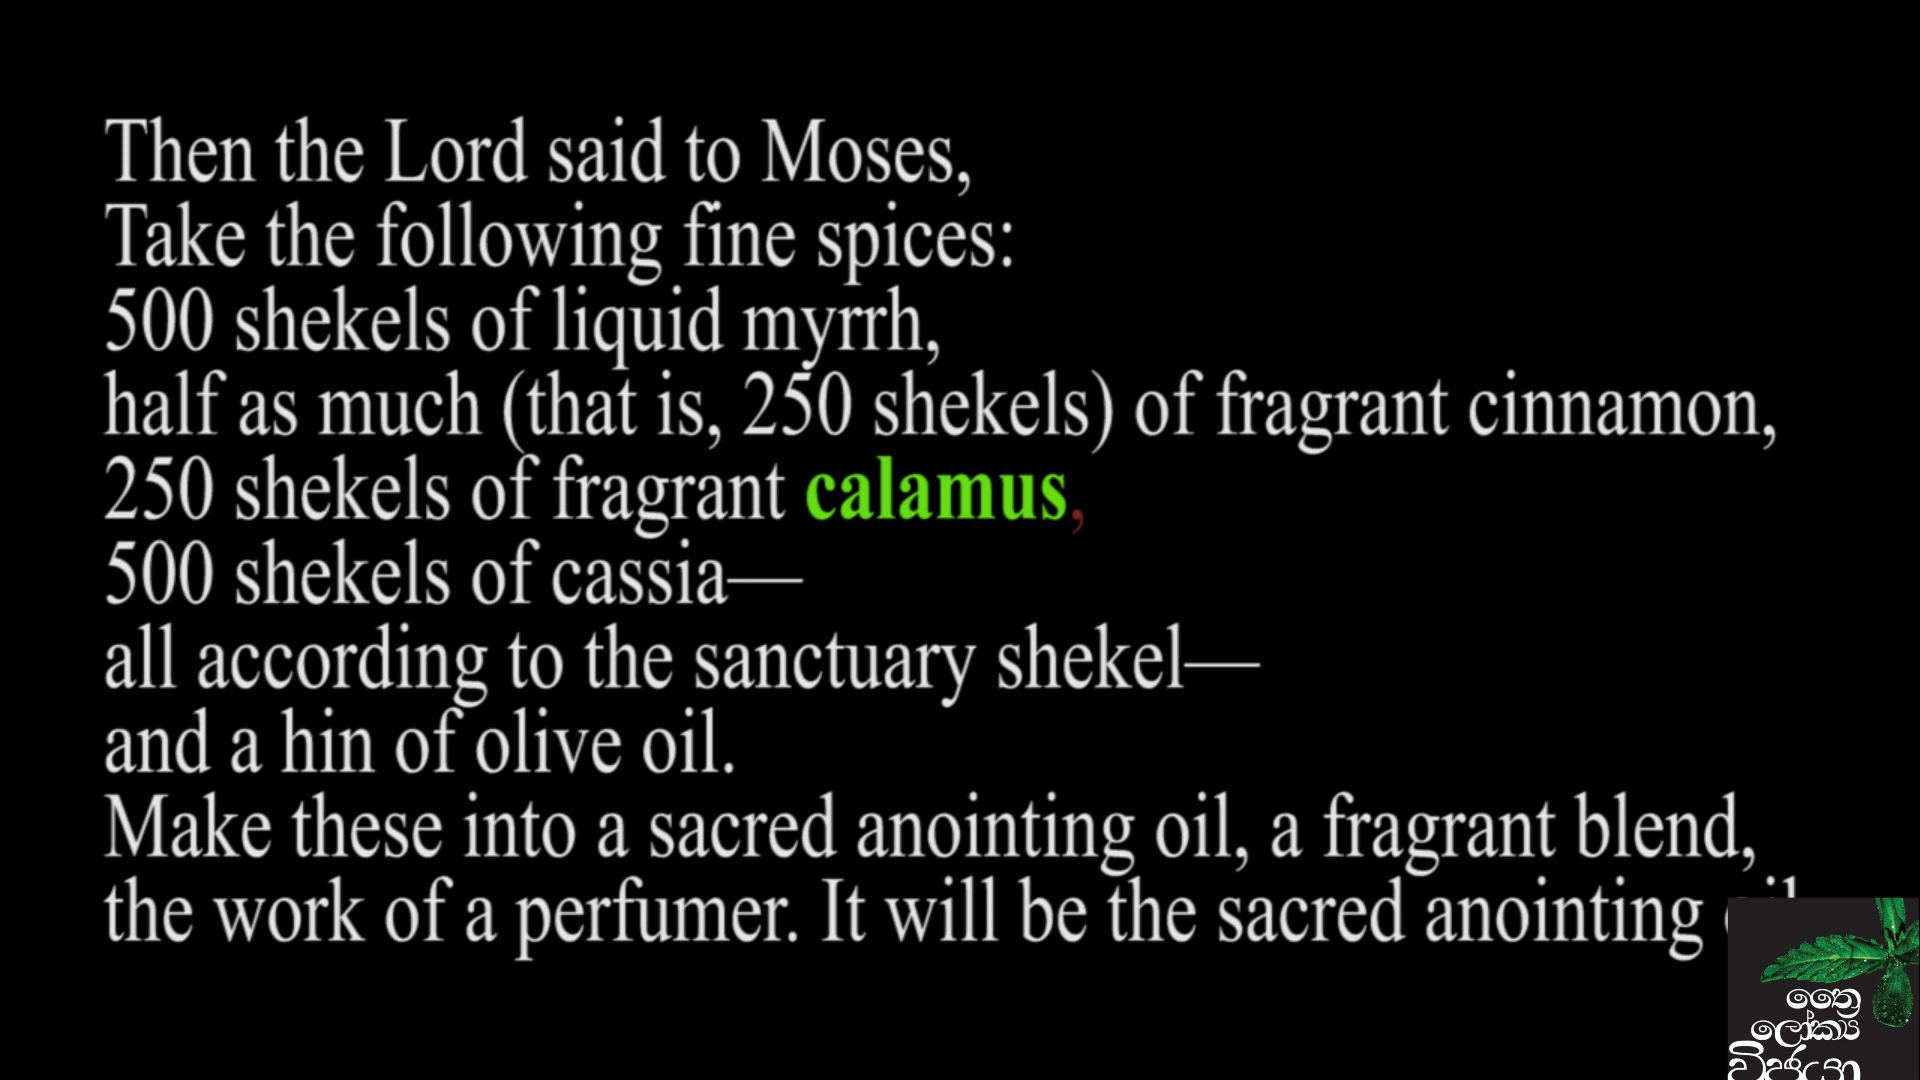 Then the Lord said to Moses,
Take the following fine spices:
500 shekels of liquid myrrh,
half as much (that is, 250 shekels) of fragrant cinnamon,
250 shekels of fragrant calamus,
500 shekels of cassia—
all according to the sanctuary shekel—
and a hin of olive oil.
Make these into a sacred anointing oil, a fragrant blend,
the work of a perfumer. It will be the sacred anointing oil
ත්‍රෛ
ලෝක්‍ය
විජයා